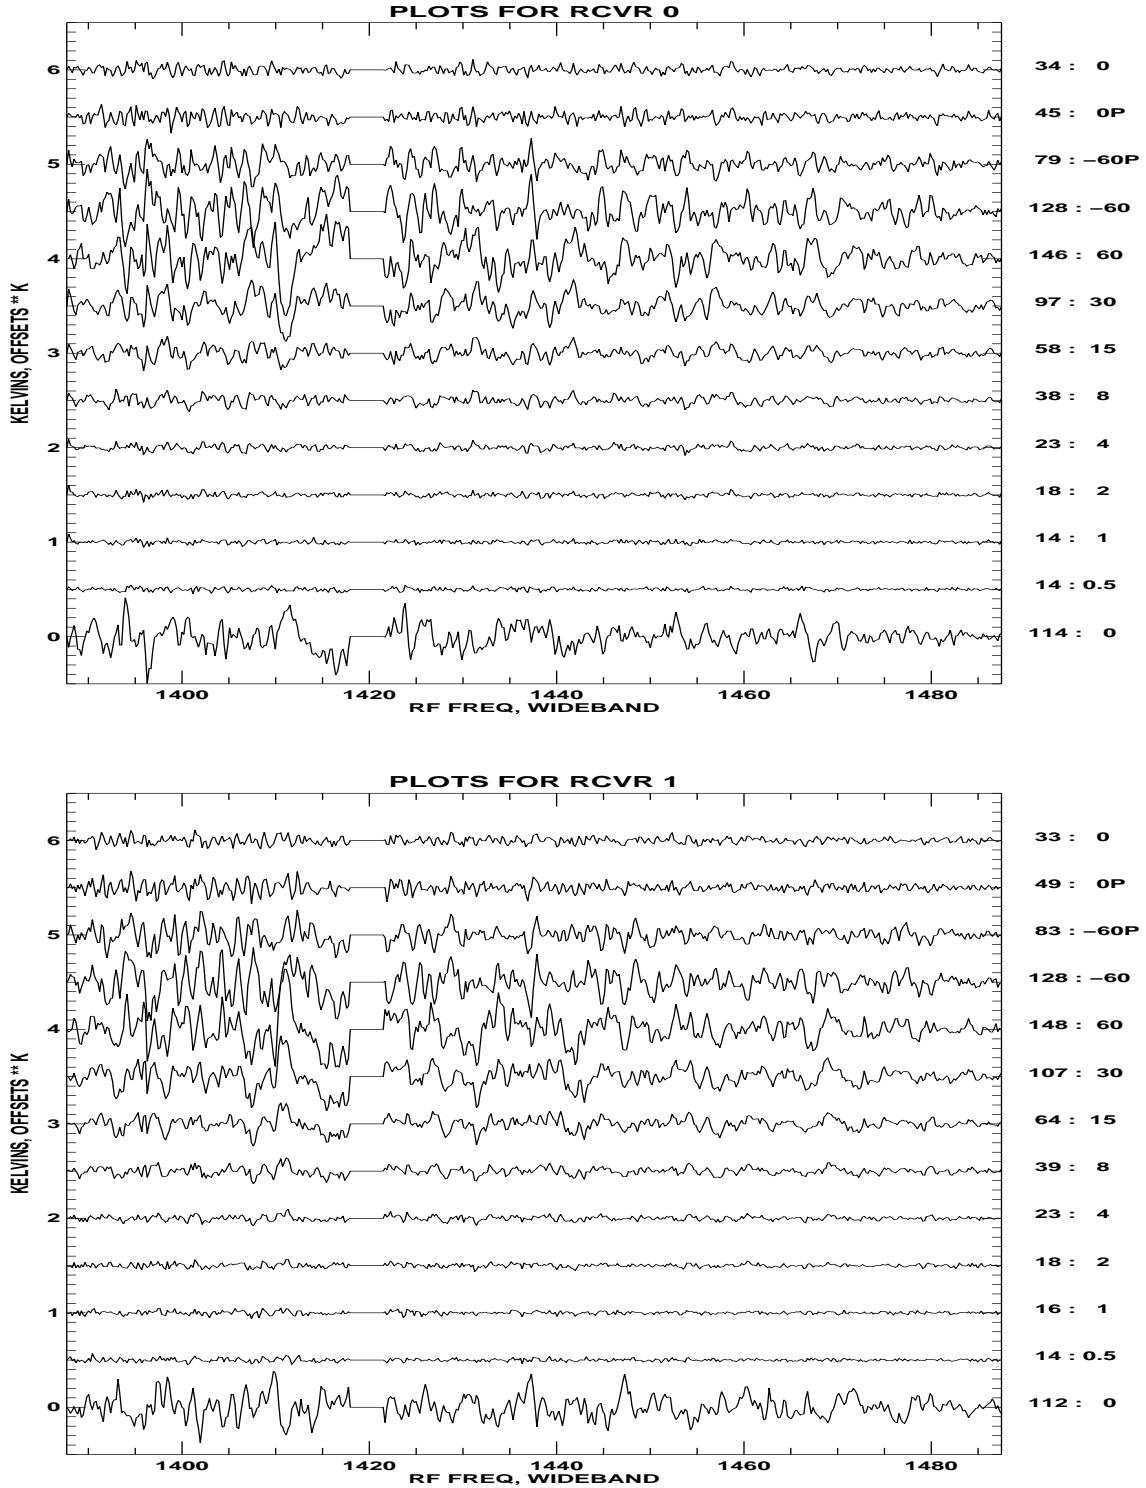 PLOTS FOR RCVR 0
6
34 : 0
45 : 0P
5
79 : −60P
128 : −60
4
146 : 60
97 : 30
3
58 : 15
38 : 8
2
23 : 4
18 : 2
1
14 : 1
14 : 0.5
0
114 : 0
KELVINS, OFFSETS ** K
1400 1420 1440 1460 1480
RF FREQ, WIDEBAND
PLOTS FOR RCVR 1
6
33 : 0
49 : 0P
5
83 : −60P
128 : −60
4
148 : 60
107 : 30
3
64 : 15
39 : 8
2
23 : 4
18 : 2
1
16 : 1
14 : 0.5
0
112 : 0
KELVINS, OFFSETS ** K
1400 1420 1440 1460 1480
RF FREQ, WIDEBAND